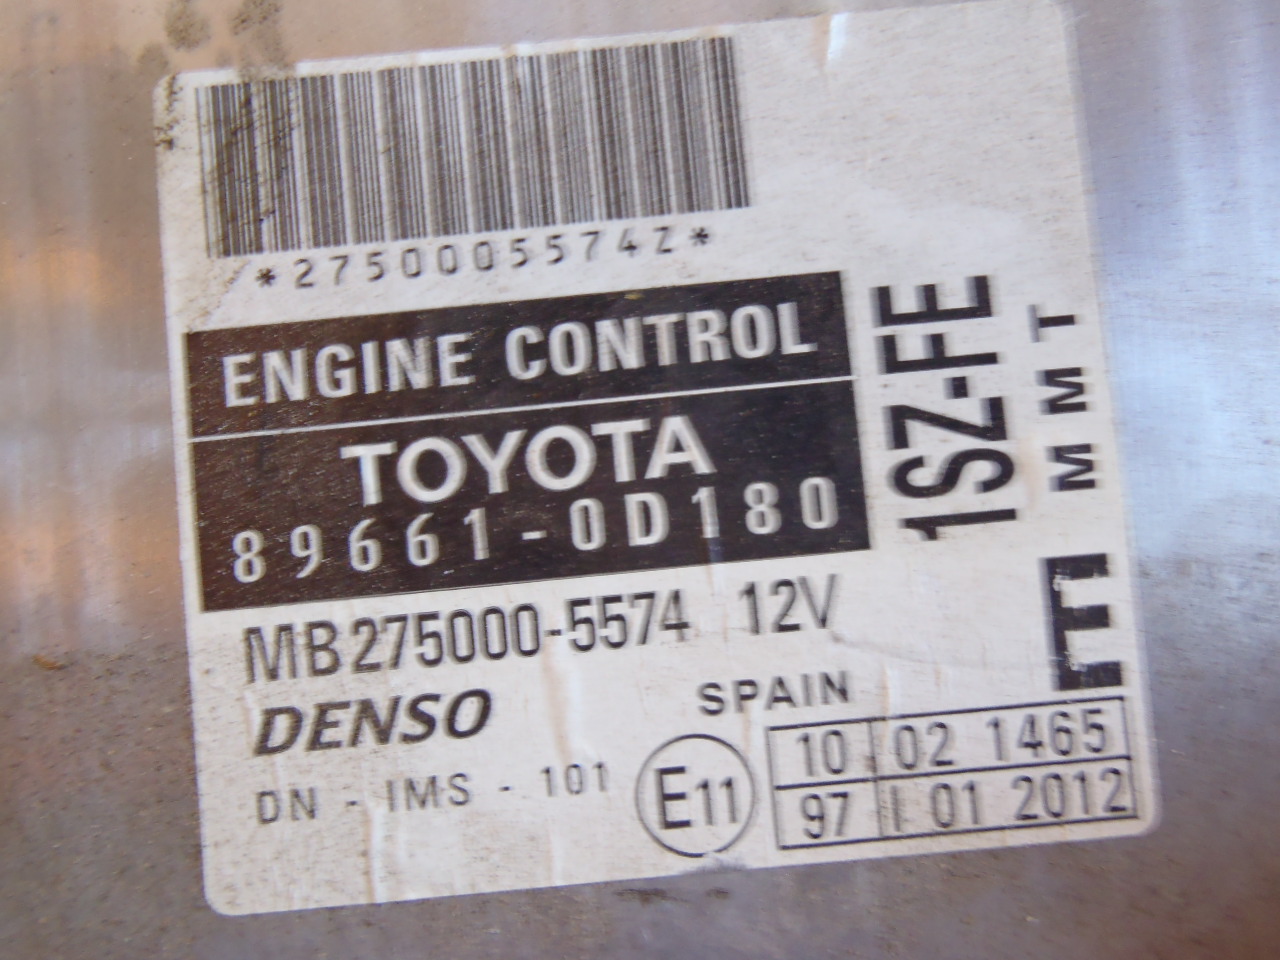 *2750005574Z*
ENGINE CONTROL
TOYOTA
89661-0D180
MB275000-5574 12V
DENSO
SPAIN
DN - IMS - 101
E11
10 02 1465
97 I 01 2012
1SZ-FE
MMT